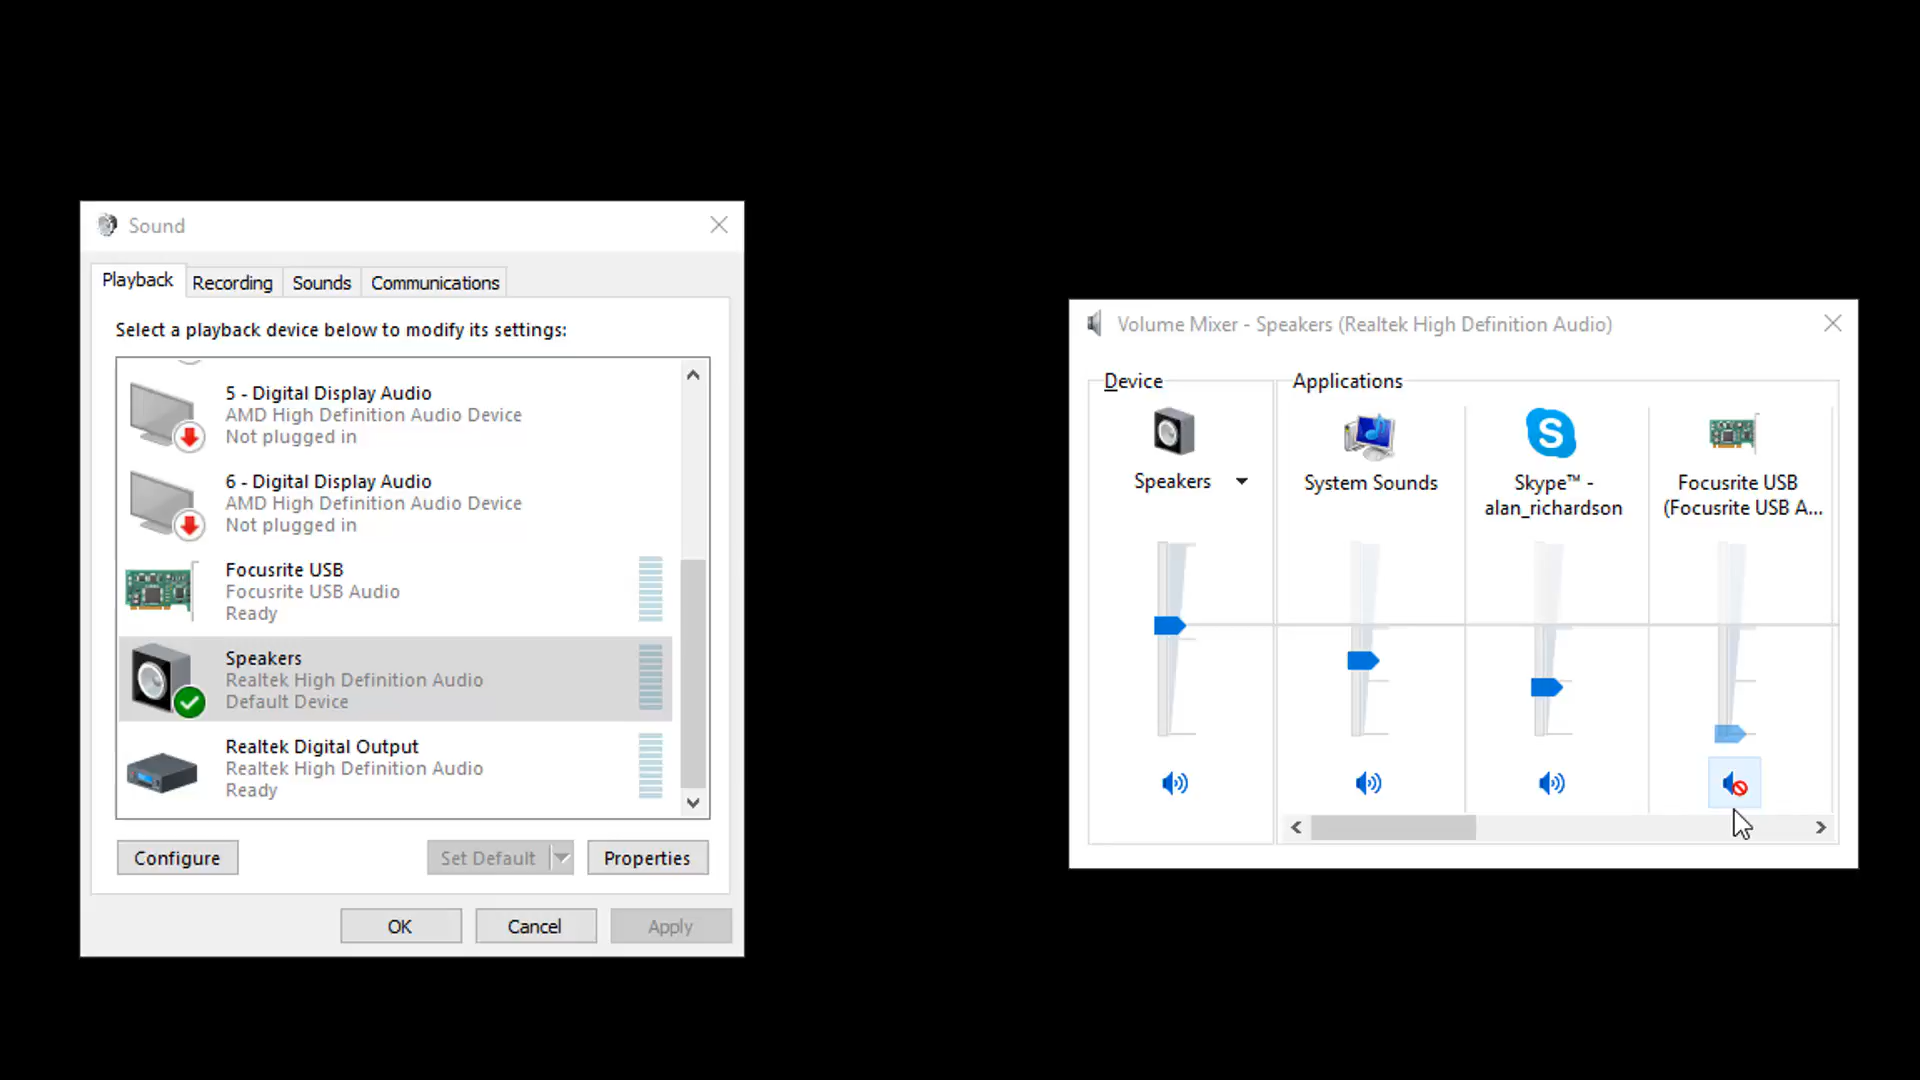 Sound
Playback
Recording
Sounds
Communications
Select a playback device below to modify its settings:
5 - Digital Display Audio
AMD High Definition Audio Device
Not plugged in
6 - Digital Display Audio
AMD High Definition Audio Device
Not plugged in
Focusrite USB
Focusrite USB Audio
Ready
Speakers
Realtek High Definition Audio
Default Device
Realtek Digital Output
Realtek High Definition Audio
Ready
Configure
Set Default
Properties
OK
Cancel
Apply
Volume Mixer - Speakers (Realtek High Definition Audio)
Device
Applications
Speakers
System Sounds
Skype™ -
alan_richardson
Focusrite USB
(Focusrite USB A...